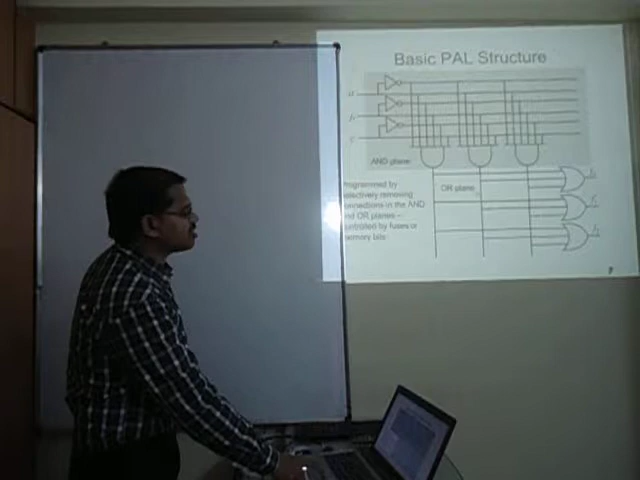 Basic PAL Structure
AND plane
OR plane
Programmed by
selectively removing
connections in the AND
and OR planes –
controlled by fuses or
memory bits